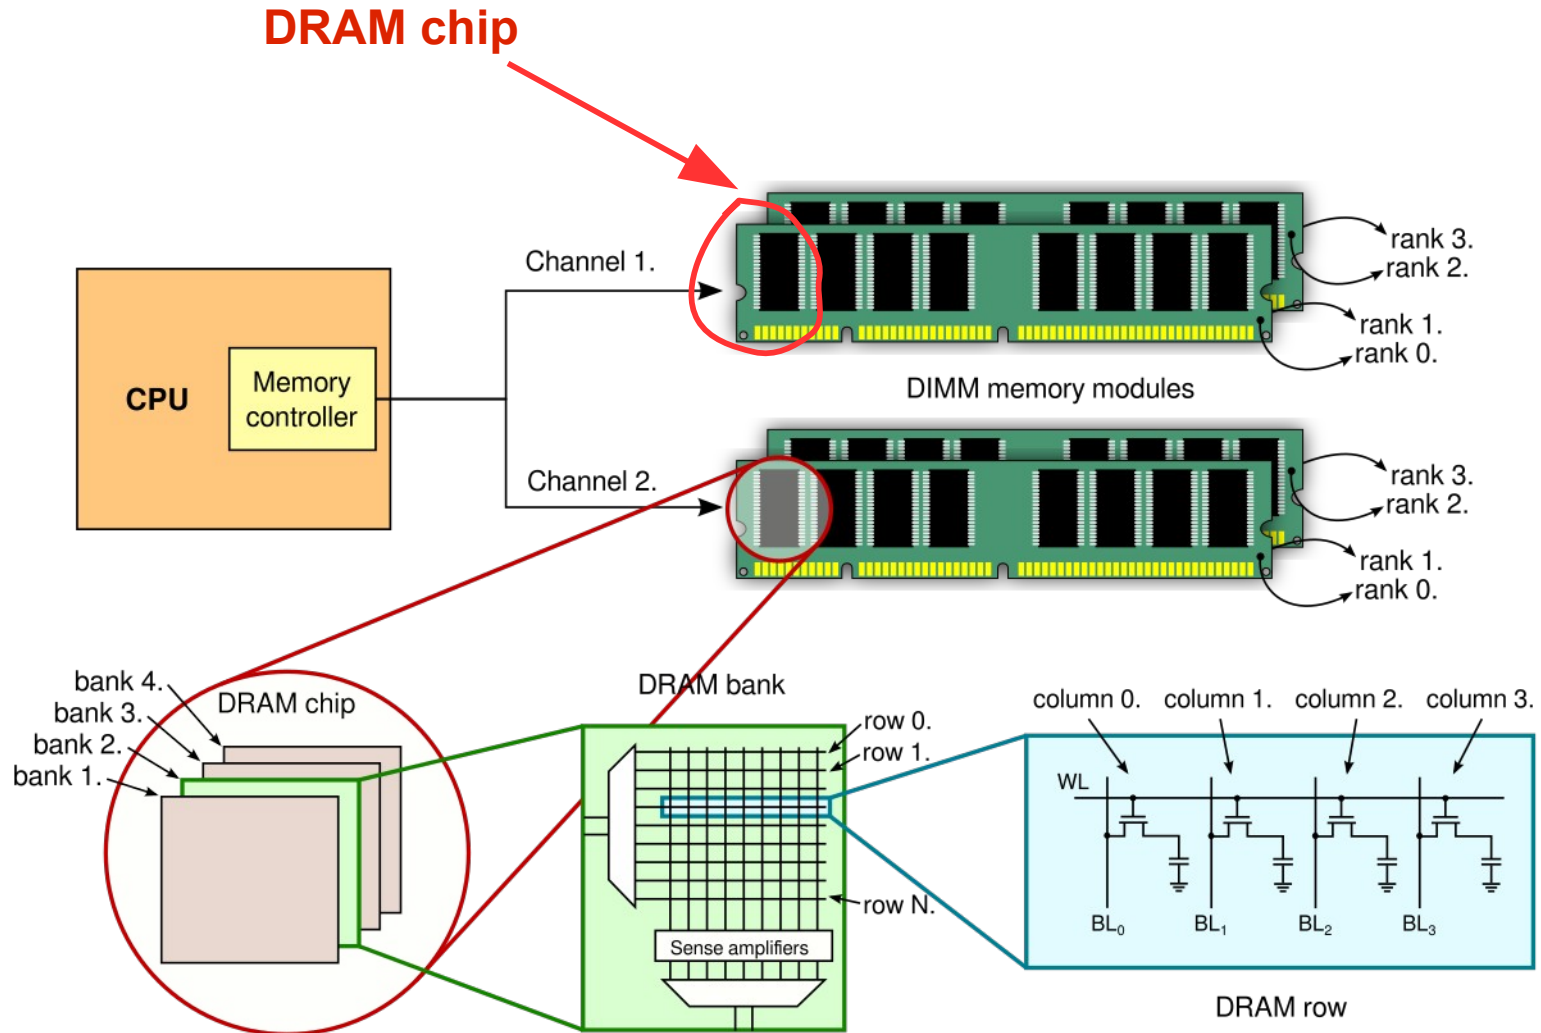 DRAM chip
Channel 1.
rank 3.
rank 2.
rank 1.
rank 0.
CPU
Memory
controller
DIMM memory modules
Channel 2.
rank 3.
rank 2.
rank 1.
rank 0.
bank 4.
bank 3.
bank 2.
bank 1.
DRAM chip
DRAM bank
row 0.
row 1.
row N.
Sense amplifiers
column 0.
column 1.
column 2.
column 3.
WL
BL₀
BL₁
BL₂
BL₃
DRAM row